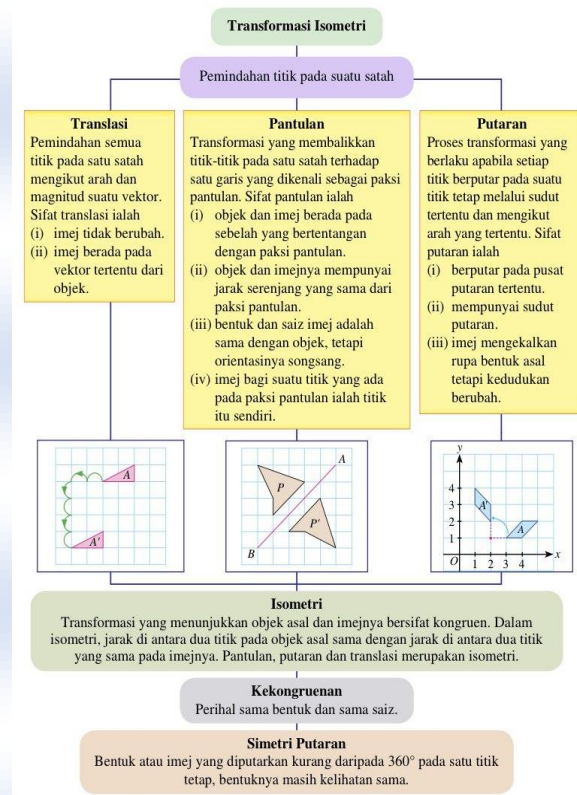 Transformasi Isometri
Pemindahan titik pada suatu satah
Translasi
Pemindahan semua
titik pada satu satah
mengikut arah dan
magnitud suatu vektor.
Sifat translasi ialah
(i) imej tidak berubah.
(ii) imej berada pada
vektor tertentu dari
objek.
Pantulan
Transformasi yang membalikkan
titik-titik pada satu satah terhadap
satu garis yang dikenali sebagai paksi
pantulan. Sifat pantulan ialah
(i) objek dan imej berada pada
sebelah yang bertentangan
dengan paksi pantulan.
(ii) objek dan imejnya mempunyai
jarak serenjang yang sama dari
paksi pantulan.
(iii) bentuk dan saiz imej adalah
sama dengan objek, tetapi
orientasinya songsang.
(iv) imej bagi suatu titik yang ada
pada paksi pantulan ialah titik
itu sendiri.
Putaran
Proses transformasi yang
berlaku apabila setiap
titik berputar pada suatu
titik tetap melalui sudut
tertentu dan mengikut
arah yang tertentu. Sifat
putaran ialah
(i) berputar pada pusat
putaran tertentu.
(ii) mempunyai sudut
putaran.
(iii) imej mengekalkan
rupa bentuk asal
tetapi kedudukan
berubah.
A
A'
A
P
P'
B
y
4
3
2
1
A'
A
O
1 2 3 4
x
Isometri
Transformasi yang menunjukkan objek asal dan imejnya bersifat kongruen. Dalam
isometri, jarak di antara dua titik pada objek asal sama dengan jarak di antara dua titik
yang sama pada imejnya. Pantulan, putaran dan translasi merupakan isometri.
Kekongruenan
Perihal sama bentuk dan sama saiz.
Simetri Putaran
Bentuk atau imej yang diputarkan kurang daripada 360° pada satu titik
tetap, bentuknya masih kelihatan sama.